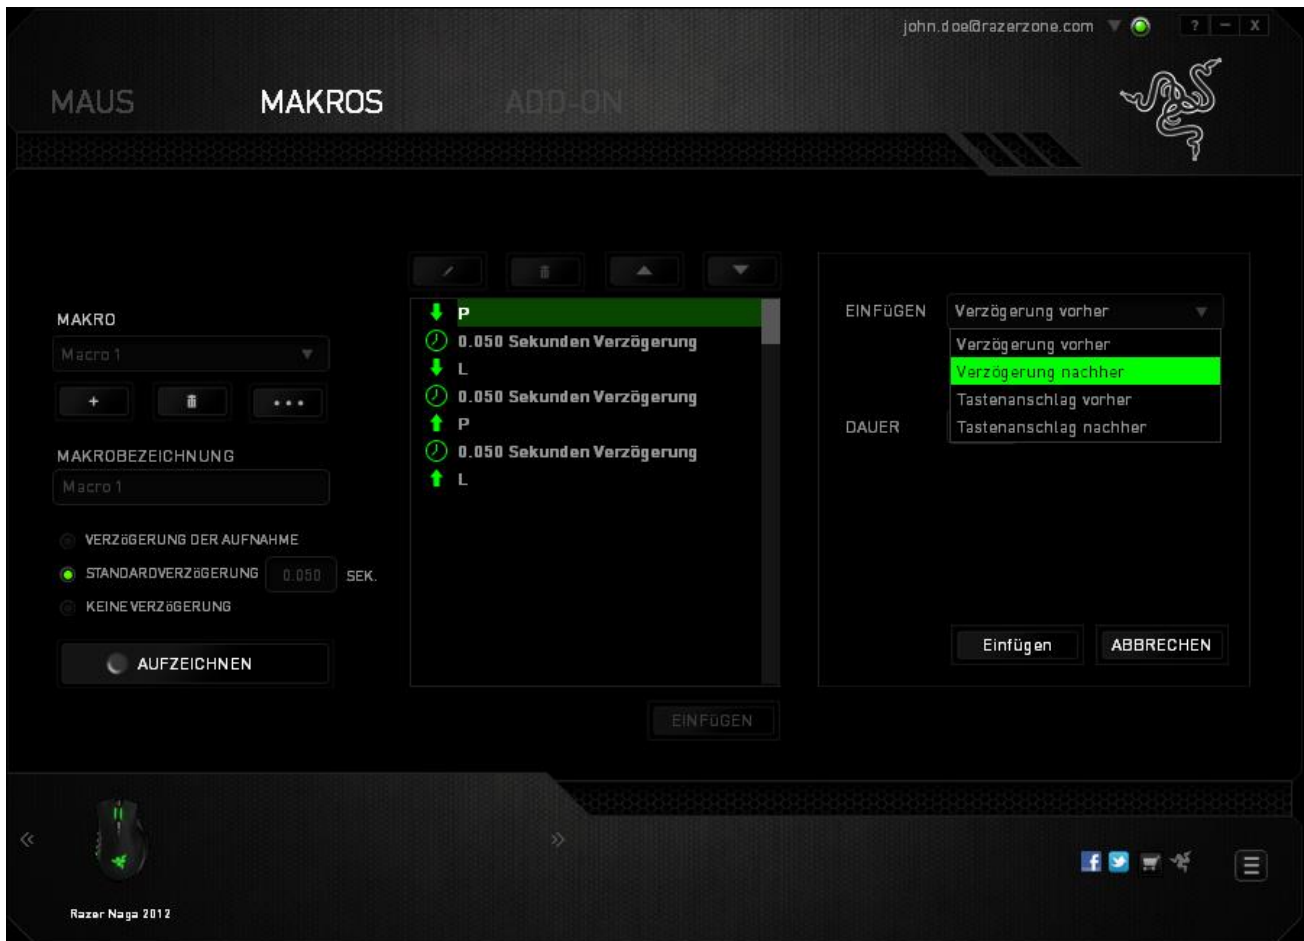 john.doe@razerzone.com
? – X
MAUS
MAKROS
ADD-ON
MAKRO
Macro 1
+
MAKROBEZEICHNUNG
Macro 1
VERZöGERUNG DER AUFNAHME
STANDARDVERZöGERUNG 0.050 SEK.
KEINE VERZöGERUNG
AUFZEICHNEN
P
0.050 Sekunden Verzögerung
L
0.050 Sekunden Verzögerung
P
0.050 Sekunden Verzögerung
L
EINFüGEN
EINFüGEN Verzögerung vorher
Verzögerung vorher
Verzögerung nachher
Tastenanschlag vorher
Tastenanschlag nachher
DAUER
Einfügen
ABBRECHEN
Razer Naga 2012